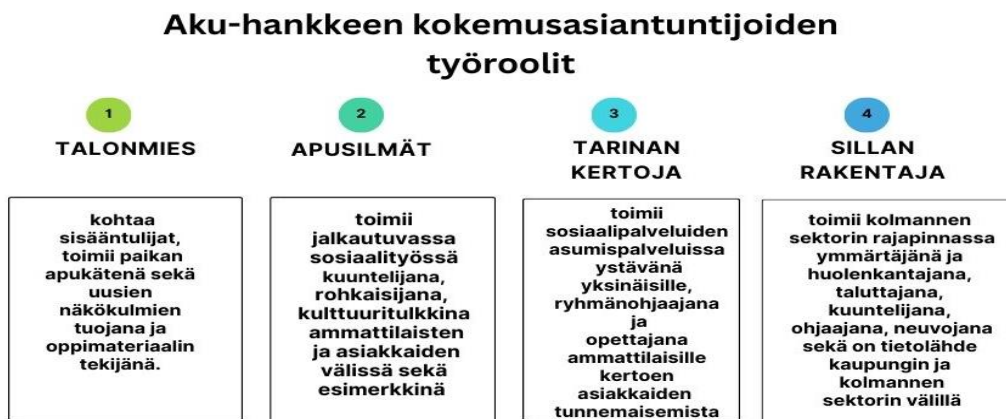 Aku-hankkeen kokemusasiantuntijoiden
työroolit
1
TALONMIES
kohtaa
sisääntulijat,
toimii paikan
apukätenä sekä
uusien
näkökulmien
tuojana ja
oppimateriaalin
tekijänä.
2
APUSILMÄT
toimii
jalkautuvassa
sosiaalityössä
kuuntelijana,
rohkaisijana,
kulttuuritulkkina
ammattilaisten
ja asiakkaiden
välissä sekä
esimerkkinä
3
TARINAN
KERTOJA
toimii
sosiaalipalveluiden
asumispalveluissa
ystävänä
yksinäisille,
ryhmänohjaajana
ja
opettajana
ammattilaisille
kertoen
asiakkaiden
tunnemaisemista
4
SILLAN
RAKENTAJA
toimii kolmannen
sektorin rajapinnassa
ymmärtäjänä ja
huolenkantajana,
taluttajana,
kuuntelijana,
ohjaajana, neuvojana
sekä on tietolähde
kaupungin ja
kolmannen
sektorin välillä